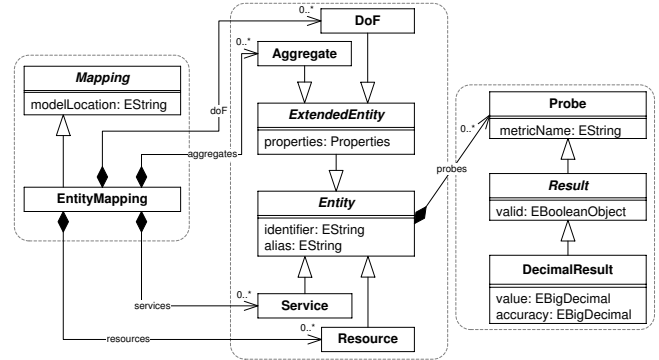 0..*
DoF
0..*
Aggregate
Mapping
modelLocation: EString
doF
aggregates
EntityMapping
ExtendedEntity
properties: Properties
Entity
identifier: EString
alias: EString
probes
0..*
Probe
metricName: EString
Result
valid: EBooleanObject
DecimalResult
value: EBigDecimal
accuracy: EBigDecimal
services
0..*
Service
resources
0..*
Resource